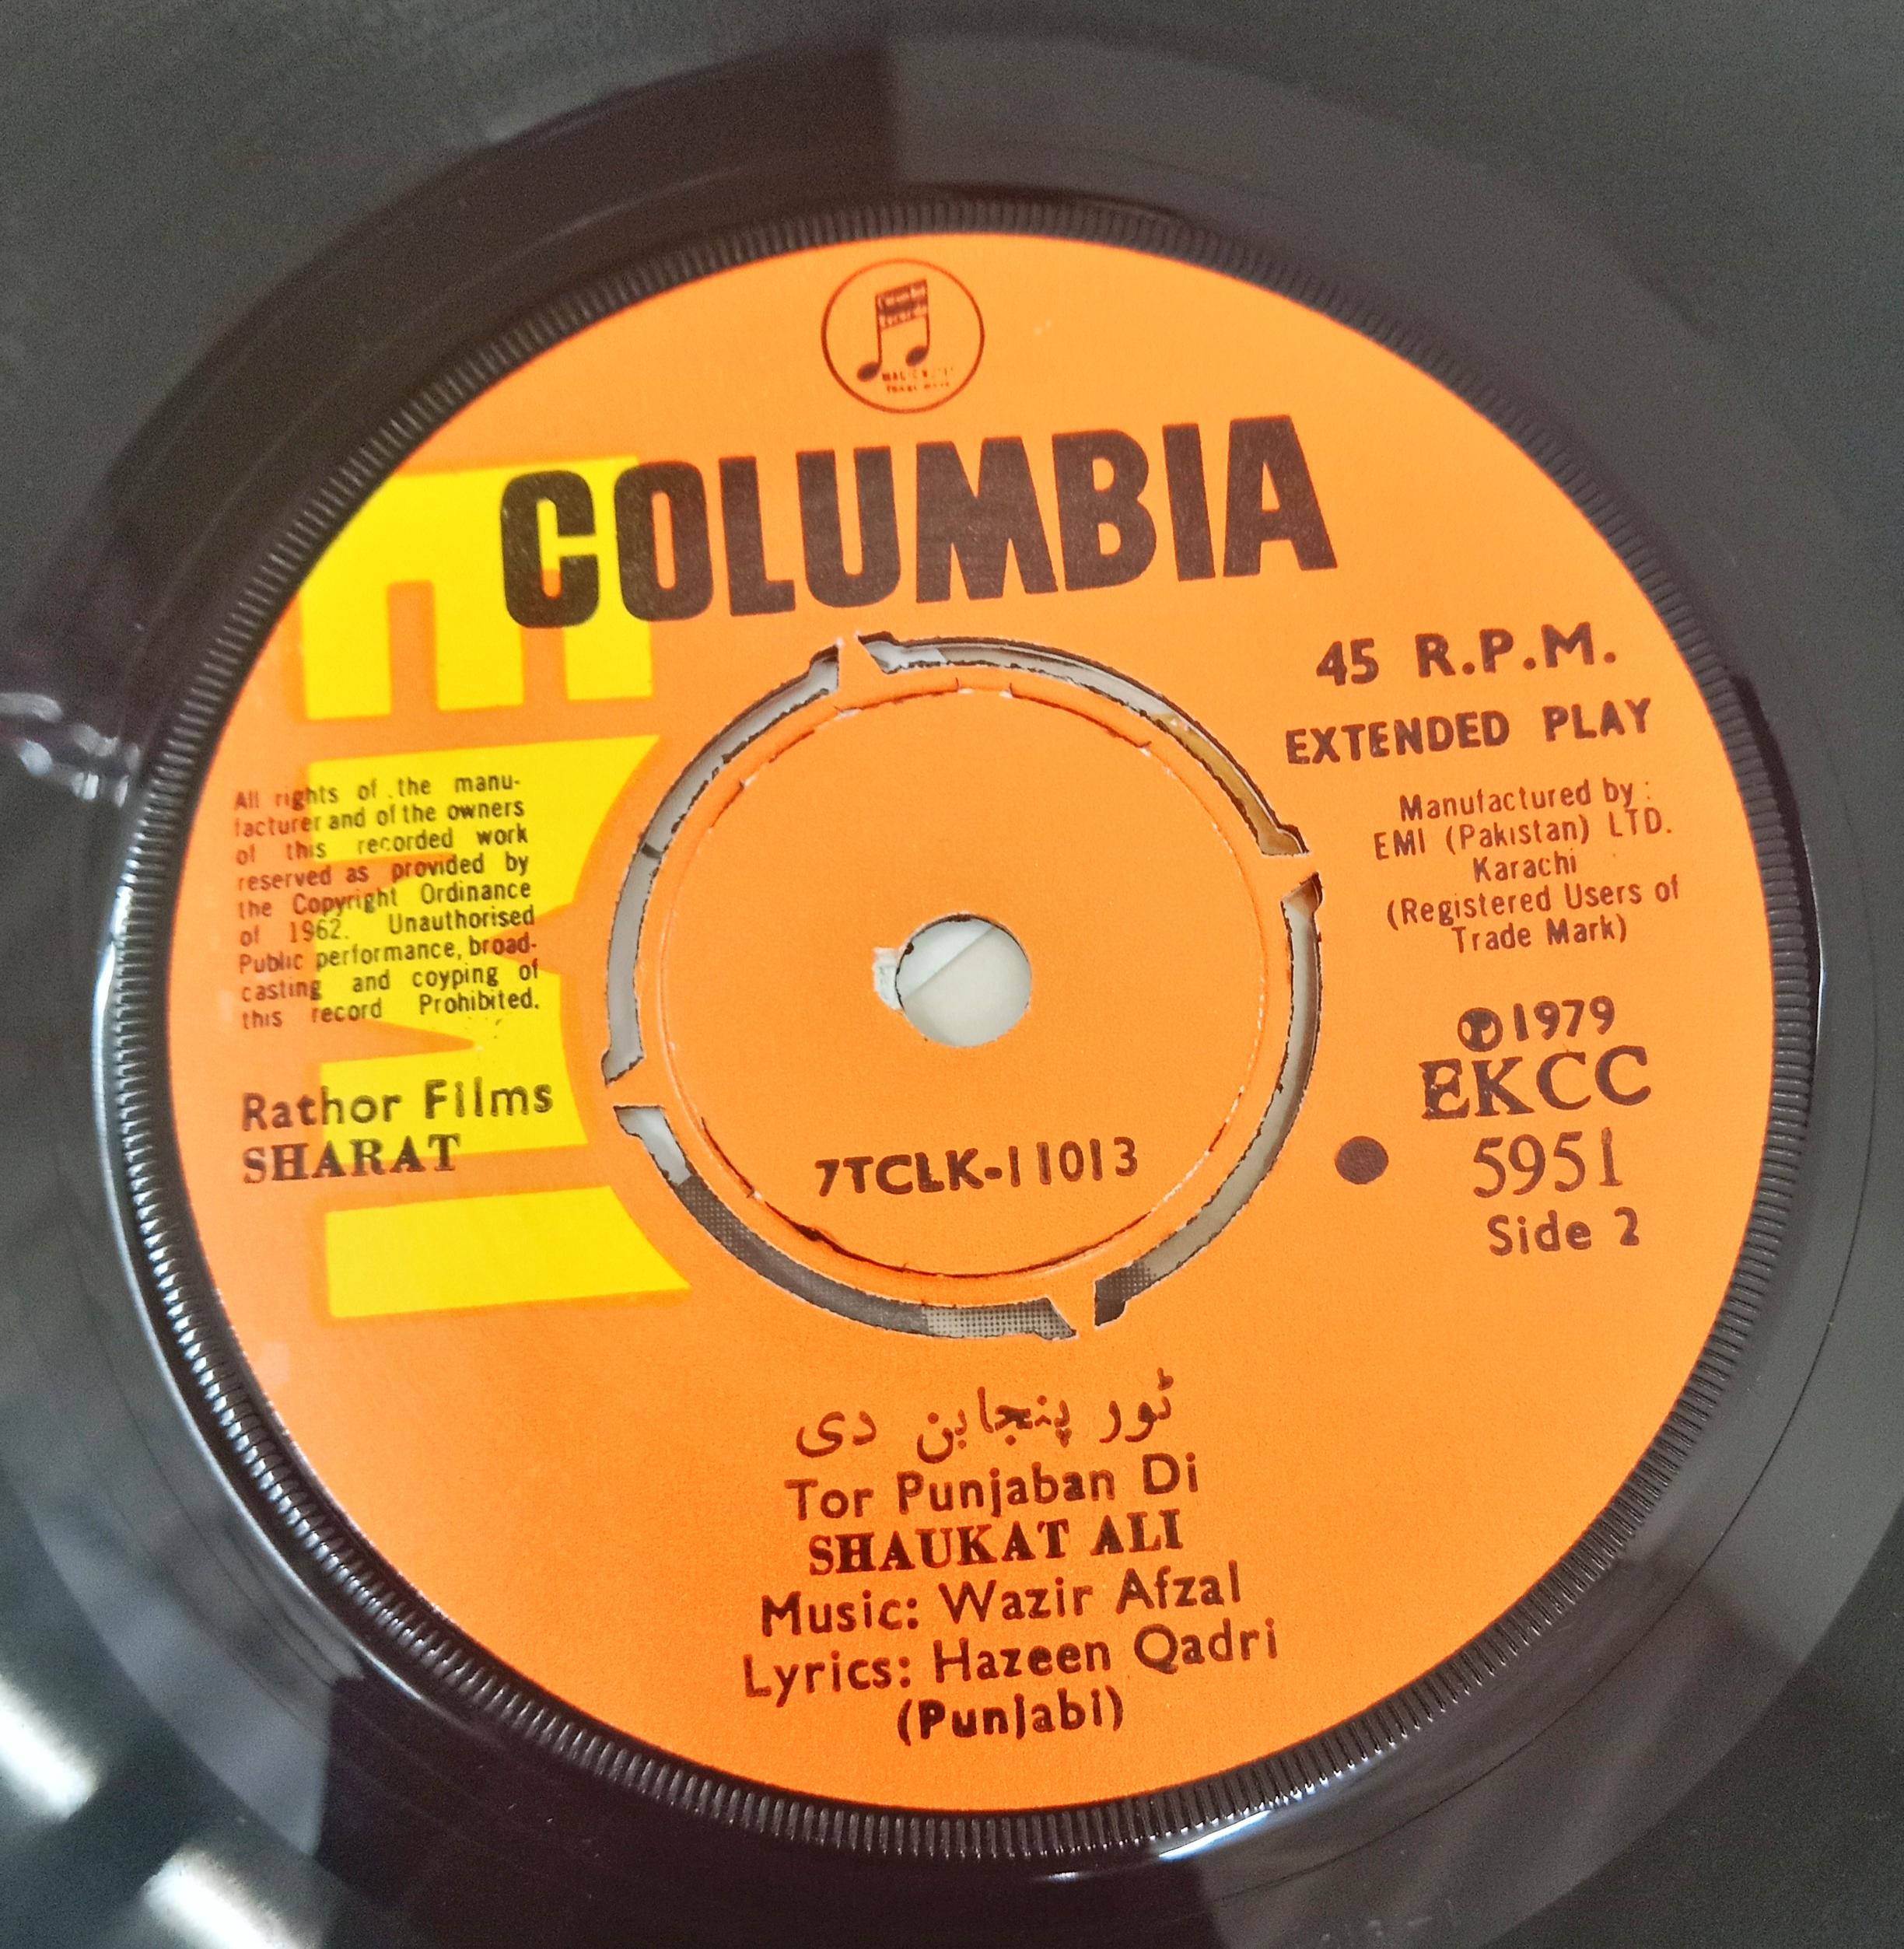 COLUMBIA
EMI
45 R.P.M.
EXTENDED PLAY
All rights of the manu-
facturer and of the owners
of this recorded work
reserved as provided by
the Copyright Ordinance
of 1962. Unauthorised
Public performance, broad-
casting and coyping of
this record Prohibited.
Manufactured by:
EMI (Pakistan) LTD.
Karachi
(Registered Users of
Trade Mark)
Rathor Films
SHARAT
℗1979
EKCC
5951
Side 2
7TCLK-11013
ٹور پنجابن دی
Tor Punjaban Di
SHAUKAT ALI
Music: Wazir Afzal
Lyrics: Hazeen Qadri
(Punjabi)